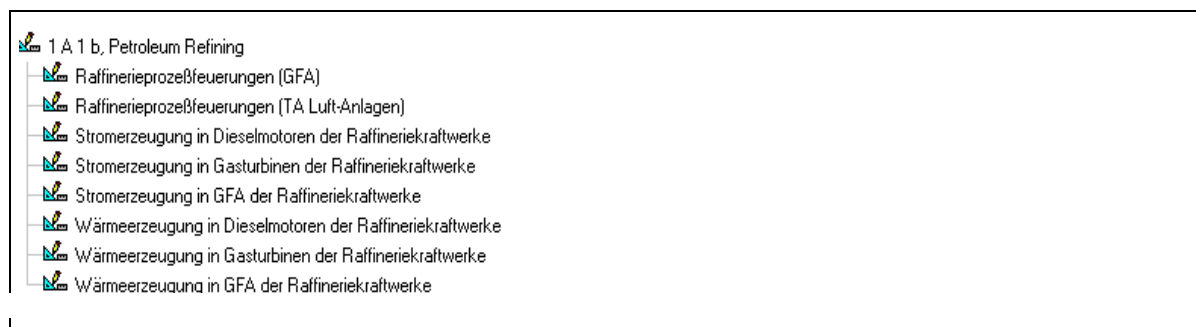 1 A 1 b, Petroleum Refining
Raffinerieprozeßfeuerungen (GFA)
Raffinerieprozeßfeuerungen (TA Luft-Anlagen)
Stromerzeugung in Dieselmotoren der Raffineriekraftwerke
Stromerzeugung in Gasturbinen der Raffineriekraftwerke
Stromerzeugung in GFA der Raffineriekraftwerke
Wärmeerzeugung in Dieselmotoren der Raffineriekraftwerke
Wärmeerzeugung in Gasturbinen der Raffineriekraftwerke
Wärmeerzeugung in GFA der Raffineriekraftwerke